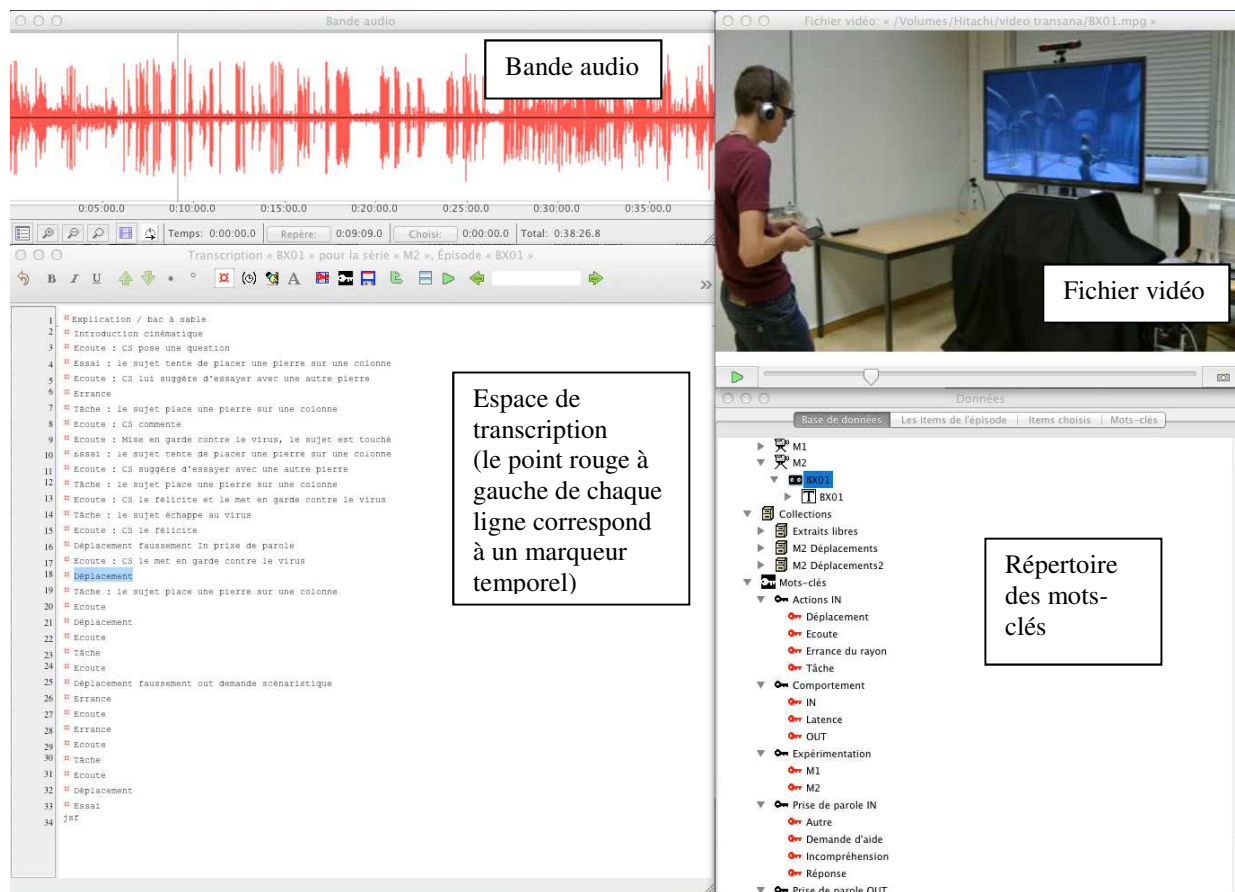 Bande audio
Bande audio
0:05:00.0 0:10:00.0 0:15:00.0 0:20:00.0 0:25:00.0 0:30:00.0 0:35:00.0
Temps: 0:00:00.0 Repère: 0:09:09.0 Choisi: 0:00:00.0 Total: 0:38:26.8
Transcription « BX01 » pour la série « M2 », Épisode « BX01 »
B I U A
1 Explication / bac à sable
2 Introduction cinématique
3 Ecoute : CS pose une question
4 Essai : le sujet tente de placer une pierre sur une colonne
5 Ecoute : CS lui suggère d'essayer avec une autre pierre
6 Errance
7 Tâche : le sujet place une pierre sur une colonne
8 Ecoute : CS commente
9 Ecoute : Mise en garde contre le virus, le sujet est touché
10 Essai : le sujet tente de placer une pierre sur une colonne
11 Ecoute : CS suggère d'essayer avec une autre pierre
12 Tâche : le sujet place une pierre sur une colonne
13 Ecoute : CS le félicite et le met en garde contre le virus
14 Tâche : le sujet échappe au virus
15 Ecoute : CS le félicite
16 Déplacement faussement In prise de parole
17 Ecoute : CS le met en garde contre le virus
18 Déplacement
19 Tâche : le sujet place une pierre sur une colonne
20 Ecoute
21 Déplacement
22 Ecoute
23 Tâche
24 Ecoute
25 Déplacement faussement out demande scénaristique
26 Errance
27 Ecoute
28 Errance
29 Ecoute
30 Tâche
31 Ecoute
32 Déplacement
33 Essai
34 jsf
Espace de
transcription
(le point rouge à
gauche de chaque
ligne correspond
à un marqueur
temporel)
Fichier vidéo: « /Volumes/Hitachi/video transana/BX01.mpg »
Fichier vidéo
Données
Base de données Les items de l'épisode Items choisis Mots-clés
M1
M2
BX01
T BX01
Collections
Extraits libres
M2 Déplacements
M2 Déplacements2
Mots-clés
Actions IN
Déplacement
Ecoute
Errance du rayon
Tâche
Comportement
IN
Latence
OUT
Expérimentation
M1
M2
Prise de parole IN
Autre
Demande d'aide
Incompréhension
Réponse
Prise de parole OUT
Répertoire
des mots-
clés